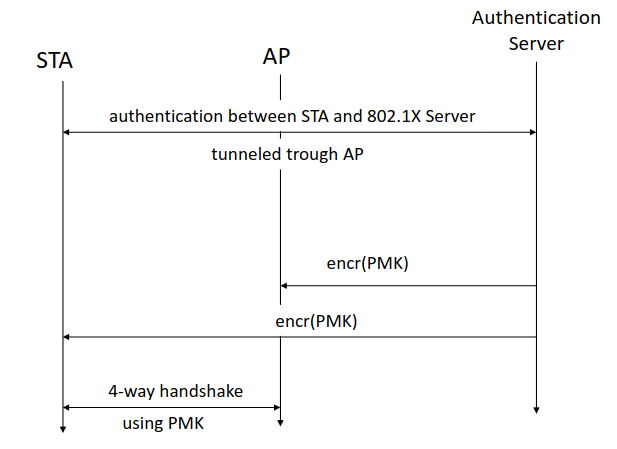 Authentication
Server
STA
AP
authentication between STA and 802.1X Server
tunneled trough AP
encr(PMK)
encr(PMK)
4-way handshake
using PMK